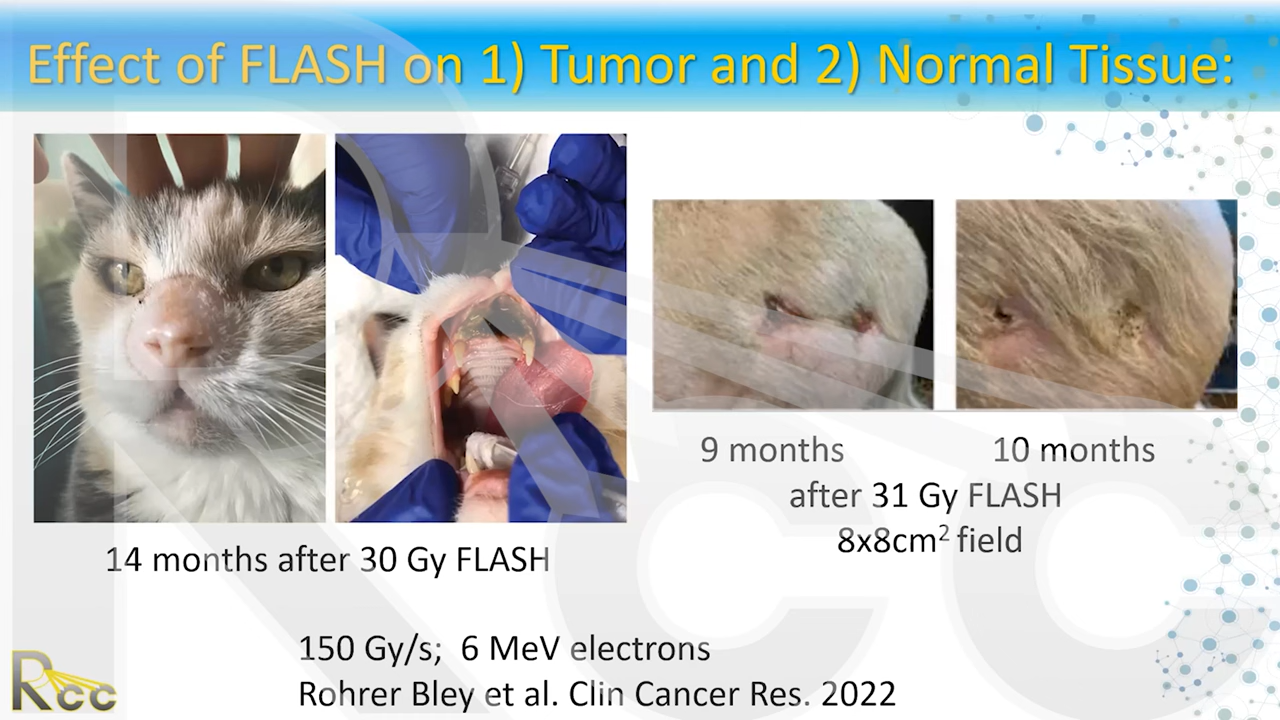 Effect of FLASH on 1) Tumor and 2) Normal Tissue:
14 months after 30 Gy FLASH
9 months
10 months
after 31 Gy FLASH
8x8cm² field
150 Gy/s; 6 MeV electrons
Rohrer Bley et al. Clin Cancer Res. 2022
Rcc